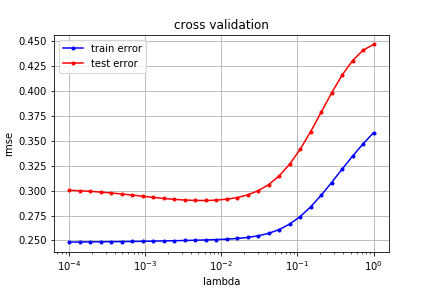 cross validation
train error
test error
0.450
0.425
0.400
0.375
0.350
0.325
0.300
0.275
0.250
rmse
10⁻⁴ 10⁻³ 10⁻² 10⁻¹ 10⁰
lambda